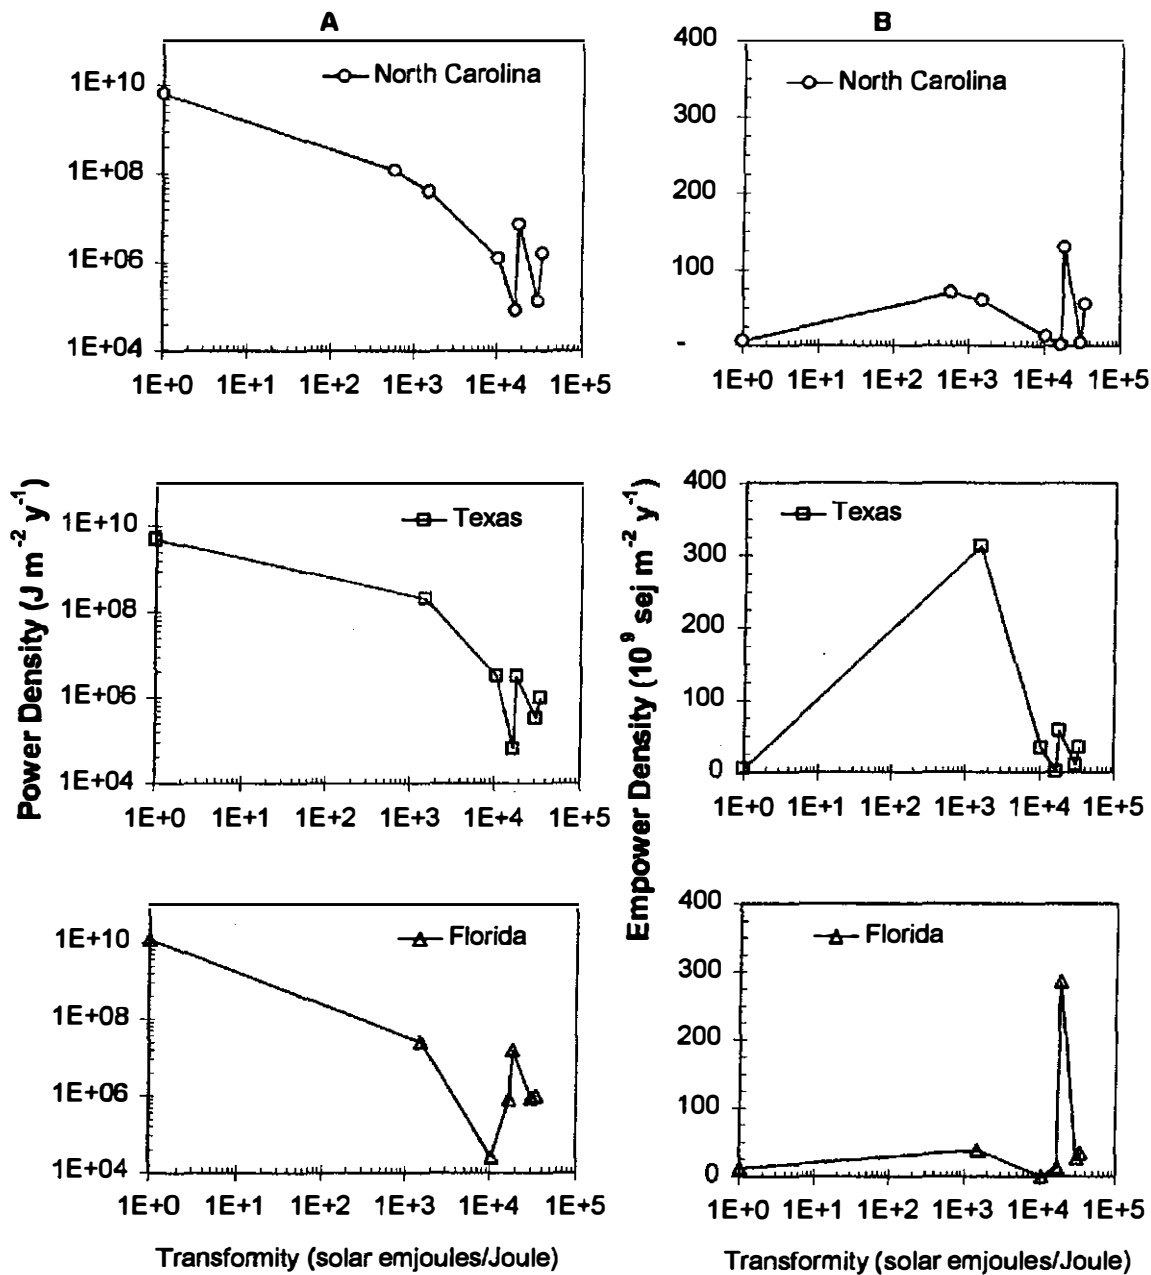 A
B
North Carolina
1E+10
1E+08
1E+06
1E+04
1E+0 1E+1 1E+2 1E+3 1E+4 1E+5
North Carolina
400
300
200
100
-
1E+0 1E+1 1E+2 1E+3 1E+4 1E+5
Power Density (J m-2 y-1)
Texas
1E+10
1E+08
1E+06
1E+04
1E+0 1E+1 1E+2 1E+3 1E+4 1E+5
Empower Density (10 9 sej m-2 y-1)
Texas
400
300
200
100
0
1E+0 1E+1 1E+2 1E+3 1E+4 1E+5
Florida
1E+10
1E+08
1E+06
1E+04
1E+0 1E+1 1E+2 1E+3 1E+4 1E+5
Transformity (solar emjoules/Joule)
Florida
400
300
200
100
0
1E+0 1E+1 1E+2 1E+3 1E+4 1E+5
Transformity (solar emjoules/Joule)